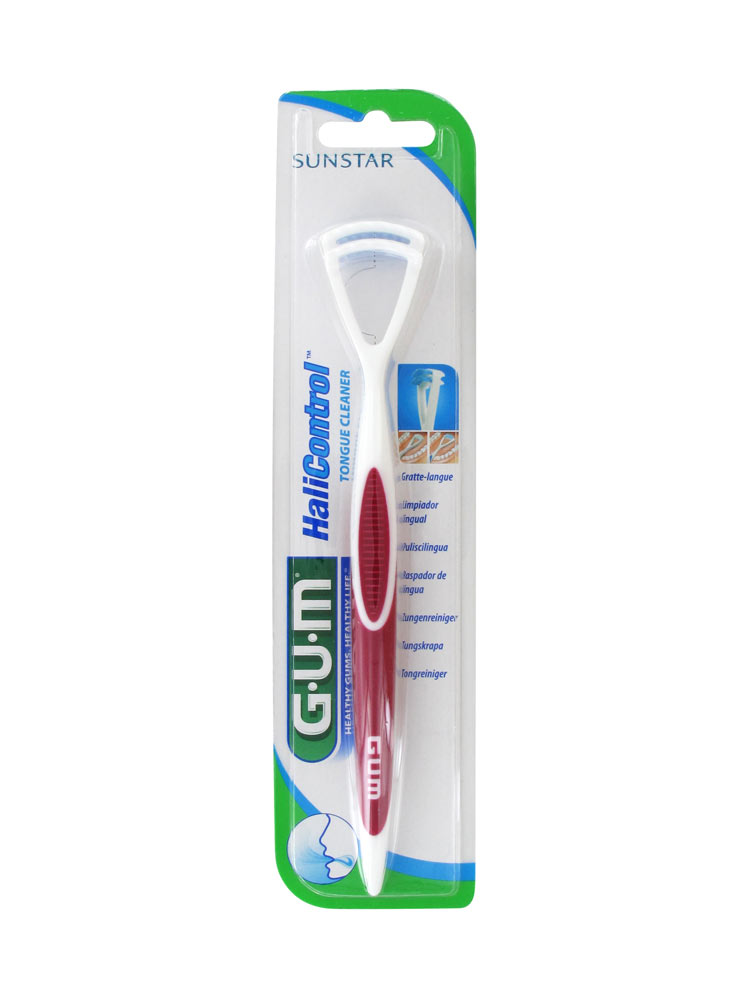 SUNSTAR
HaliControl™
TONGUE CLEANER
G·U·M®
HEALTHY GUMS. HEALTHY LIFE.™
Gratte-langue
Limpiador
lingual
Puliscilingua
Raspador de
língua
Zungenreiniger
Tungskrapa
Tongreiniger
GUM